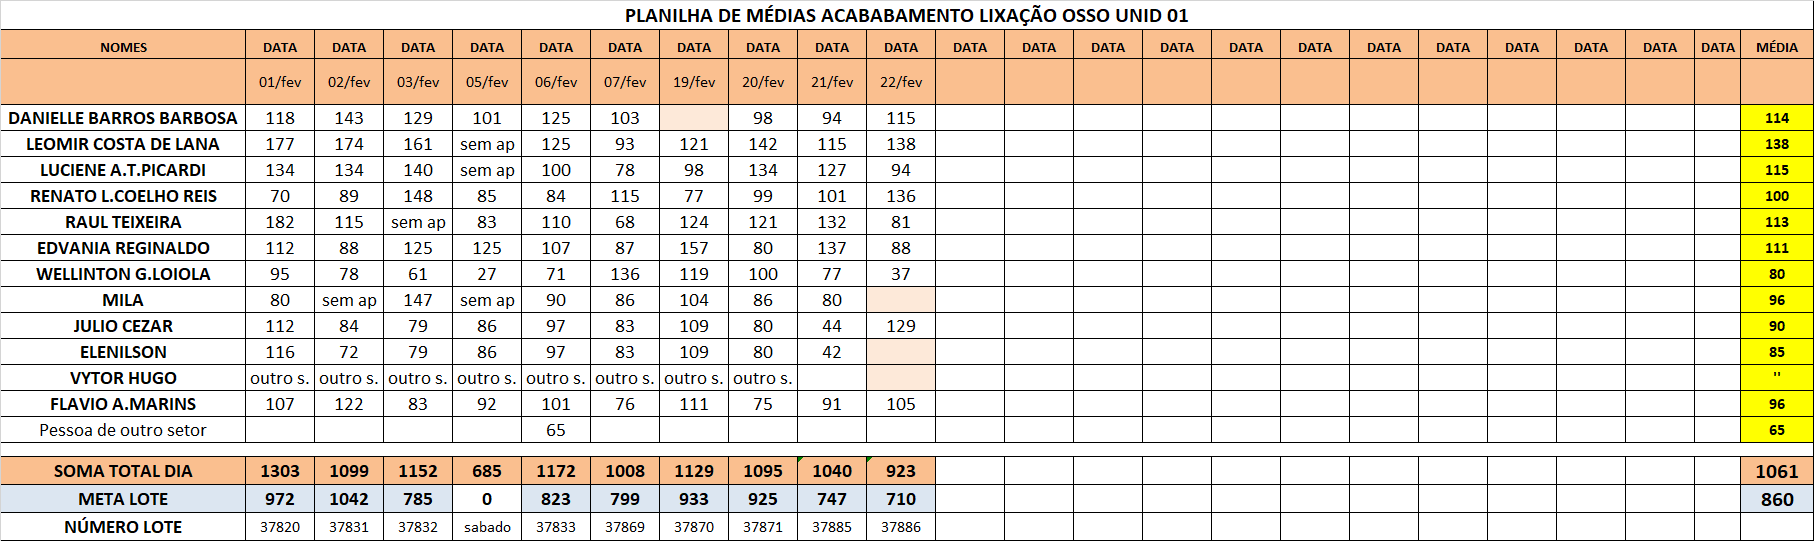 PLANILHA DE MÉDIAS ACABABAMENTO LIXAÇÃO OSSO UNID 01
NOMES DATA DATA DATA DATA DATA DATA DATA DATA DATA DATA DATA DATA DATA DATA DATA DATA DATA DATA DATA DATA DATA DATA MÉDIA
01/fev 02/fev 03/fev 05/fev 06/fev 07/fev 19/fev 20/fev 21/fev 22/fev
DANIELLE BARROS BARBOSA 118 143 129 101 125 103 98 94 115 114
LEOMIR COSTA DE LANA 177 174 161 sem ap 125 93 121 142 115 138 138
LUCIENE A.T.PICARDI 134 134 140 sem ap 100 78 98 134 127 94 115
RENATO L.COELHO REIS 70 89 148 85 84 115 77 99 101 136 100
RAUL TEIXEIRA 182 115 sem ap 83 110 68 124 121 132 81 113
EDVANIA REGINALDO 112 88 125 125 107 87 157 80 137 88 111
WELLINTON G.LOIOLA 95 78 61 27 71 136 119 100 77 37 80
MILA 80 sem ap 147 sem ap 90 86 104 86 80 96
JULIO CEZAR 112 84 79 86 97 83 109 80 44 129 90
ELENILSON 116 72 79 86 97 83 109 80 42 85
VYTOR HUGO outro s. outro s. outro s. outro s. outro s. outro s. outro s. outro s. "
FLAVIO A.MARINS 107 122 83 92 101 76 111 75 91 105 96
Pessoa de outro setor 65 65
SOMA TOTAL DIA 1303 1099 1152 685 1172 1008 1129 1095 1040 923 1061
META LOTE 972 1042 785 0 823 799 933 925 747 710 860
NÚMERO LOTE 37820 37831 37832 sabado 37833 37869 37870 37871 37885 37886